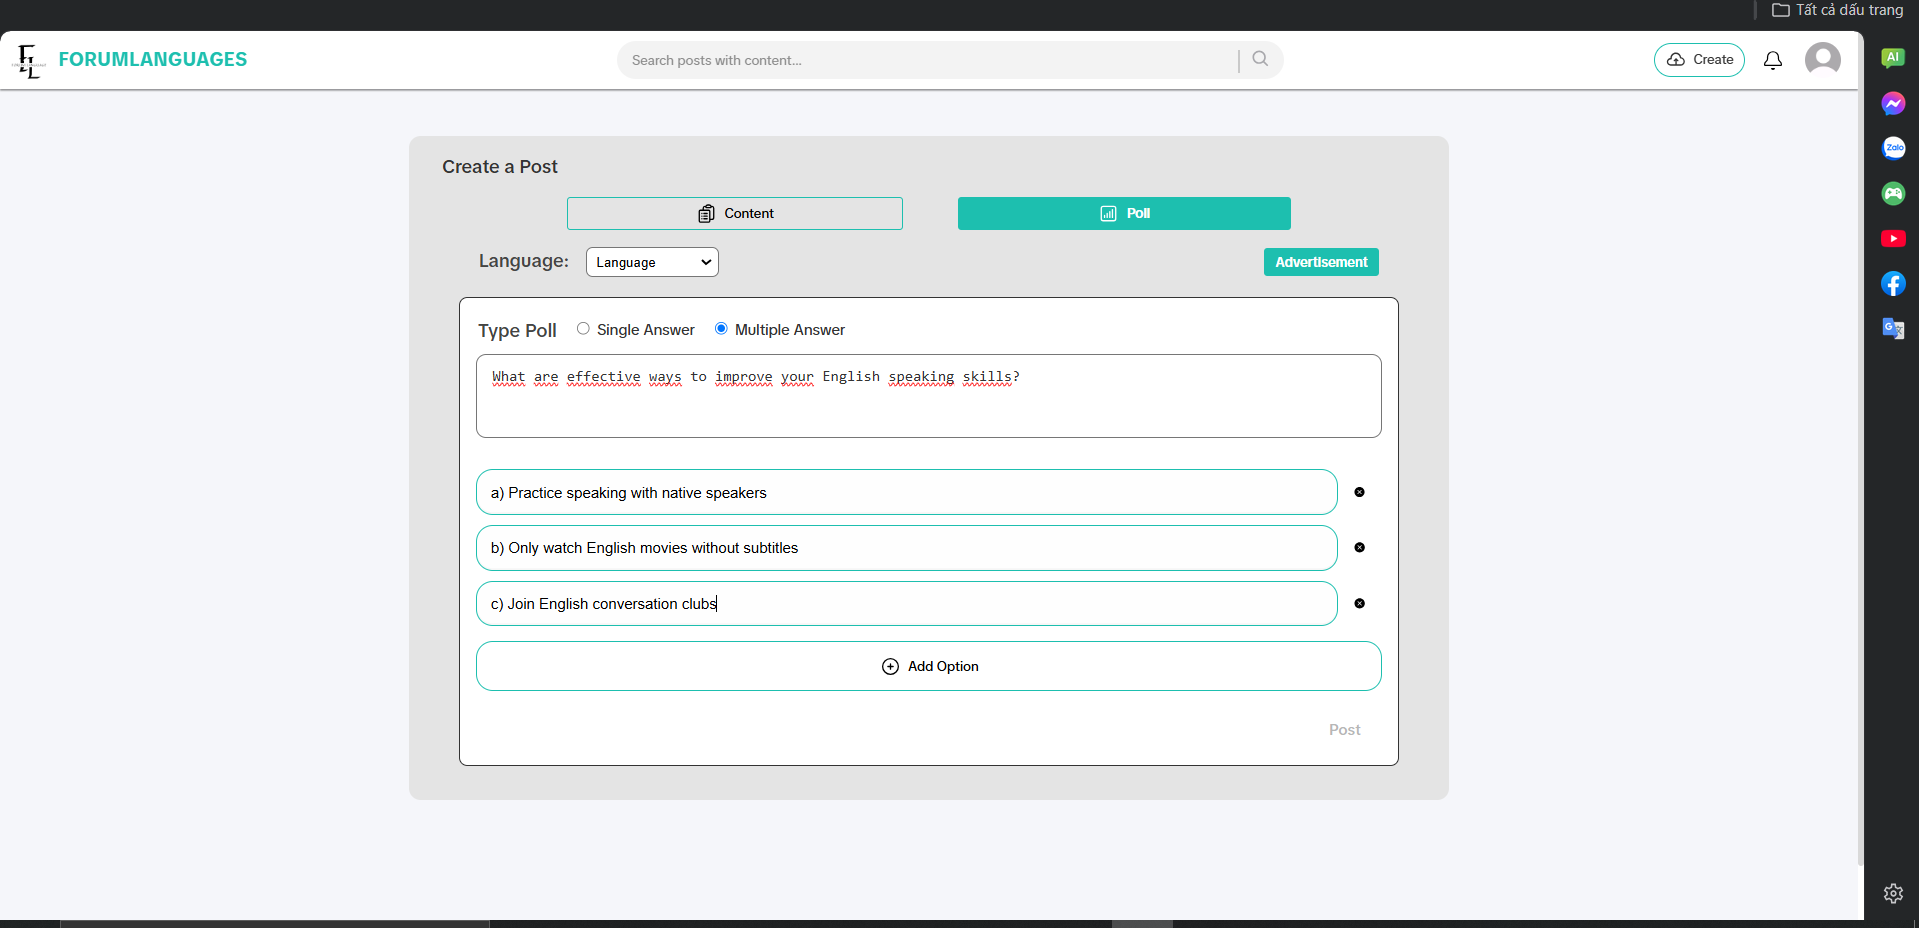 Tất cả dấu trang
FORUMLANGUAGES
Search posts with content...
Create
AI
Zalo
Create a Post
Content
Poll
Language:
Language
Advertisement
Type Poll
Single Answer
Multiple Answer
What are effective ways to improve your English speaking skills?
a) Practice speaking with native speakers
b) Only watch English movies without subtitles
c) Join English conversation clubs
Add Option
Post